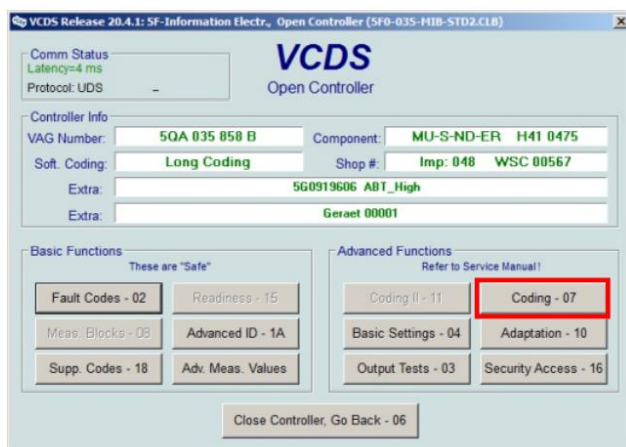 VCDS Release 20.4.1: 5F-Information Electr., Open Controller (5F0-035-MIB-STD2.CLB)
Comm Status
Latency=4 ms
Protocol: UDS
VCDS
Open Controller
Controller Info
VAG Number: 5QA 035 858 B Component: MU-S-ND-ER H41 0475
Soft. Coding: Long Coding Shop #: Imp: 048 WSC 00567
Extra: 5G0919606 ABT_High
Extra: Geraet 00001
Basic Functions
These are "Safe"
Advanced Functions
Refer to Service Manual!
Fault Codes - 02 Readiness - 15 Coding II - 11 Coding - 07
Meas. Blocks - 08 Advanced ID - 1A Basic Settings - 04 Adaptation - 10
Supp. Codes - 18 Adv. Meas. Values Output Tests - 03 Security Access - 16
Close Controller, Go Back - 06